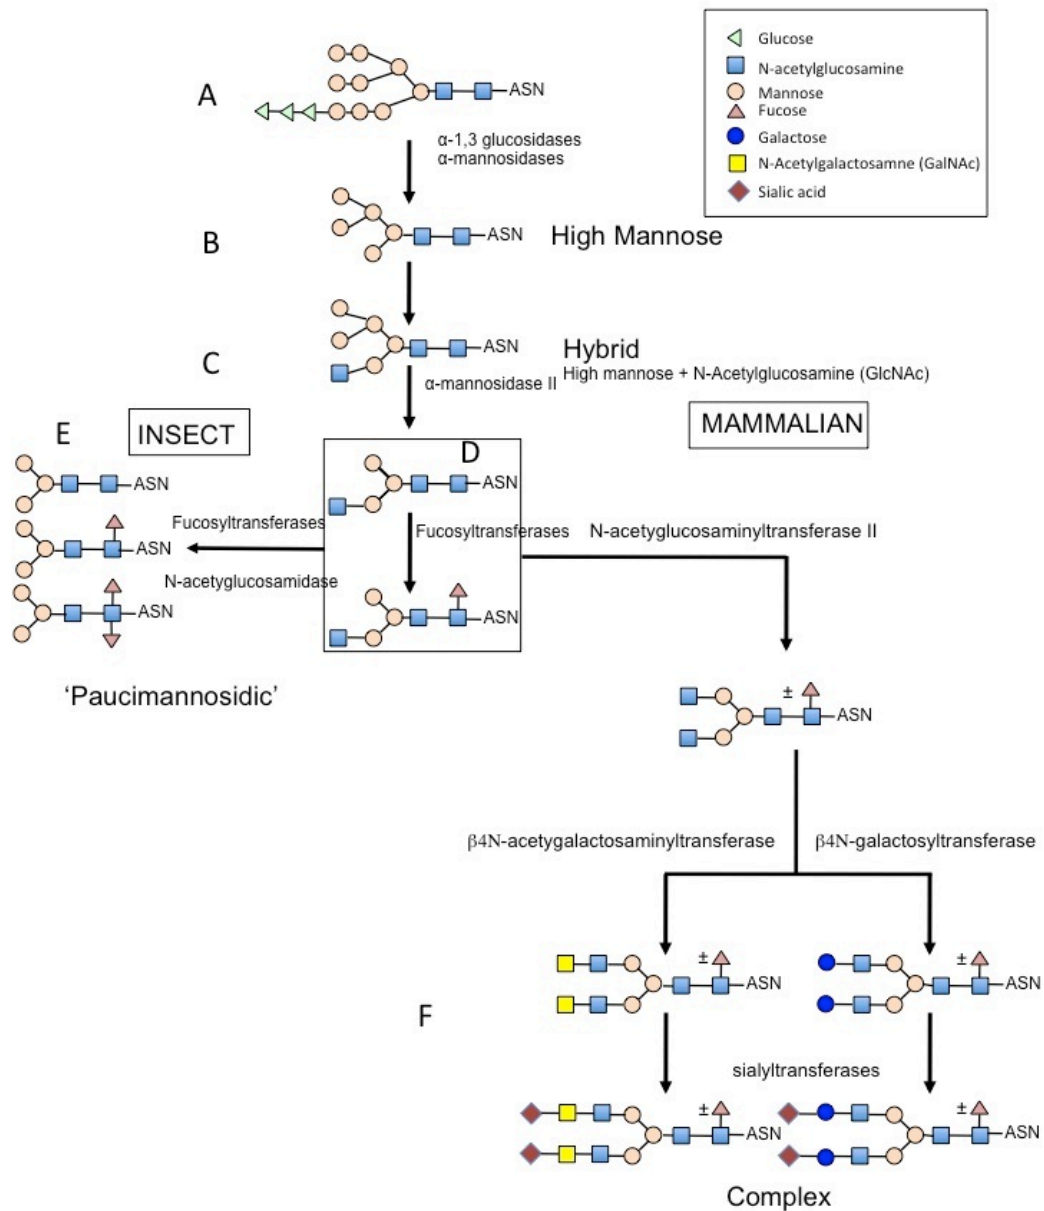 Glucose
N-acetylglucosamine
Mannose
Fucose
Galactose
N-Acetylgalactosamne (GalNAc)
Sialic acid
A
ASN
α-1,3 glucosidases
α-mannosidases
B
ASN
High Mannose
C
ASN
Hybrid
High mannose + N-Acetylglucosamine (GlcNAc)
α-mannosidase II
MAMMALIAN
E
INSECT
D
ASN
ASN
Fucosyltransferases
Fucosyltransferases
N-acetyglucosaminyltransferase II
ASN
N-acetyglucosamidase
ASN
ASN
'Paucimannosidic'
±
ASN
β4N-acetygalactosaminyltransferase
β4N-galactosyltransferase
±
ASN
±
ASN
F
sialyltransferases
±
ASN
±
ASN
Complex